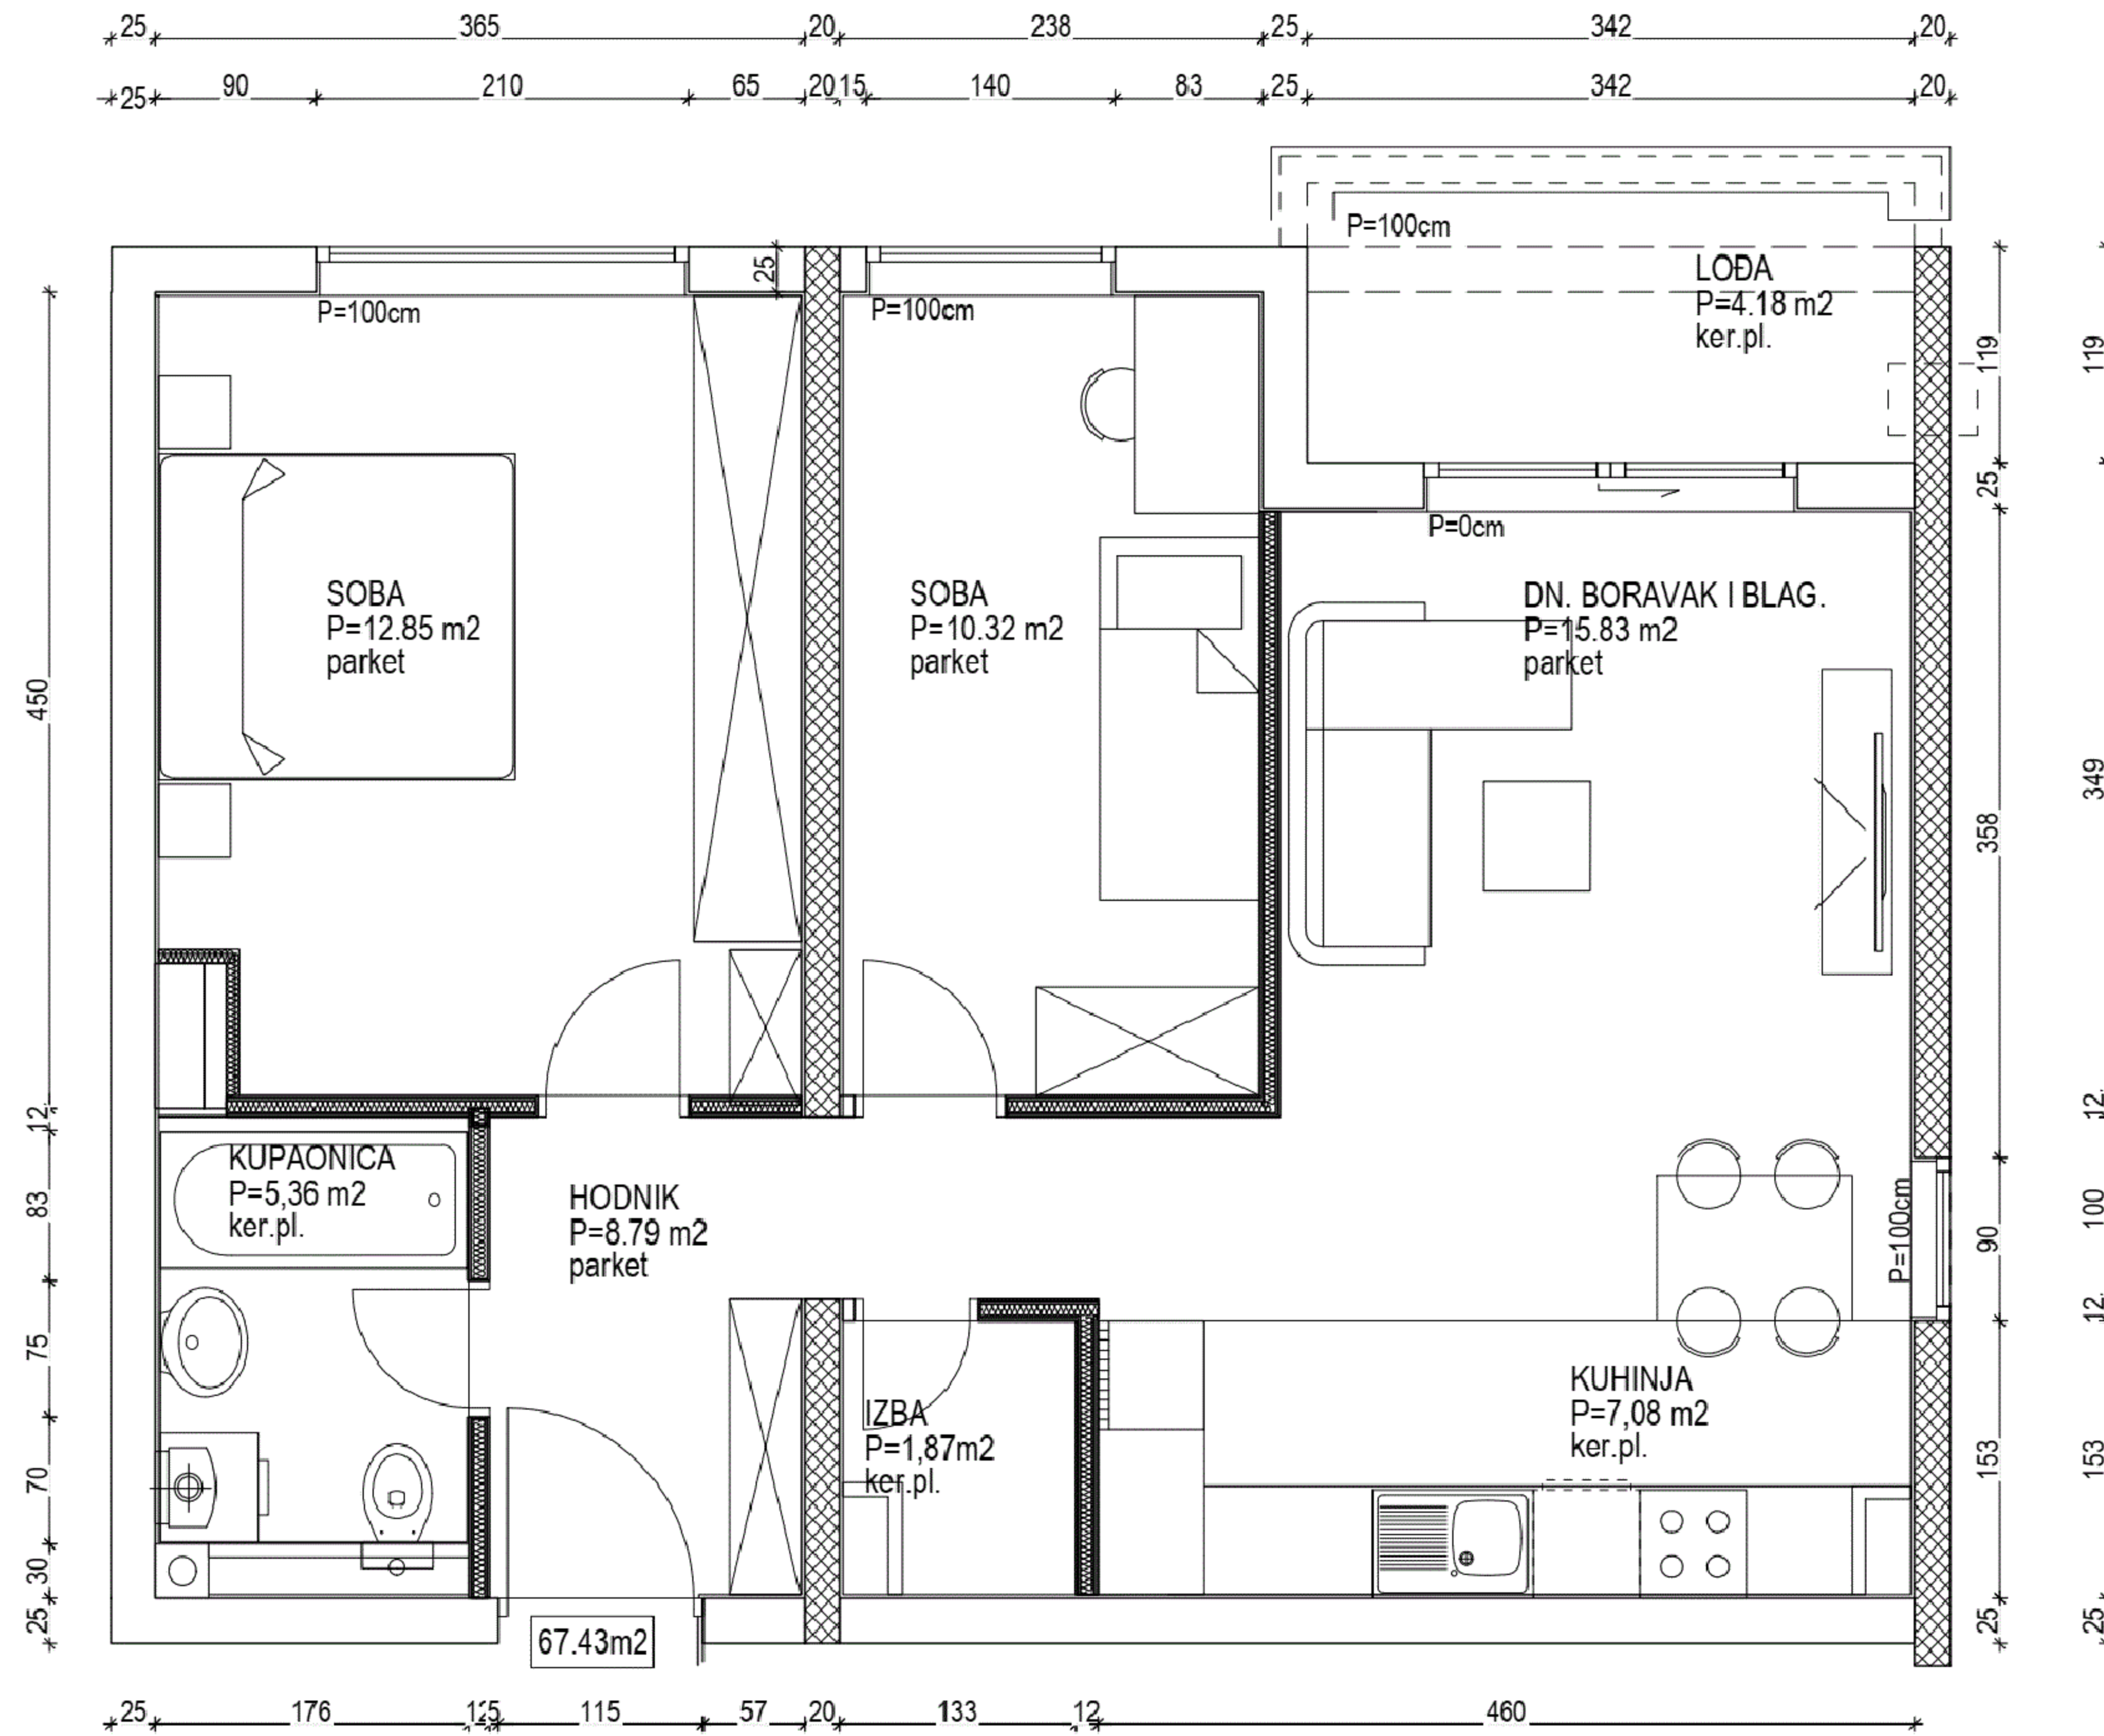 25 365 20 238 25 342 20
25 90 210 65 20 15 140 83 25 342 20
P=100cm
LOĐA
P=4.18 m2
ker.pl.
25
P=100cm
P=100cm
119
119
25
P=0cm
SOBA
P=12.85 m2
parket
SOBA
P=10.32 m2
parket
DN. BORAVAK I BLAG.
P=15.83 m2
parket
450
358
349
12
12
KUPAONICA
P=5,36 m2
ker.pl.
83
HODNIK
P=8.79 m2
parket
P=100cm
90
100
12
75
KUHINJA
P=7,08 m2
ker.pl.
IZBA
P=1,87m2
ker.pl.
70
153
153
30
25
67.43m2
25
25
25 176 12 5 115 57 20 133 12 460